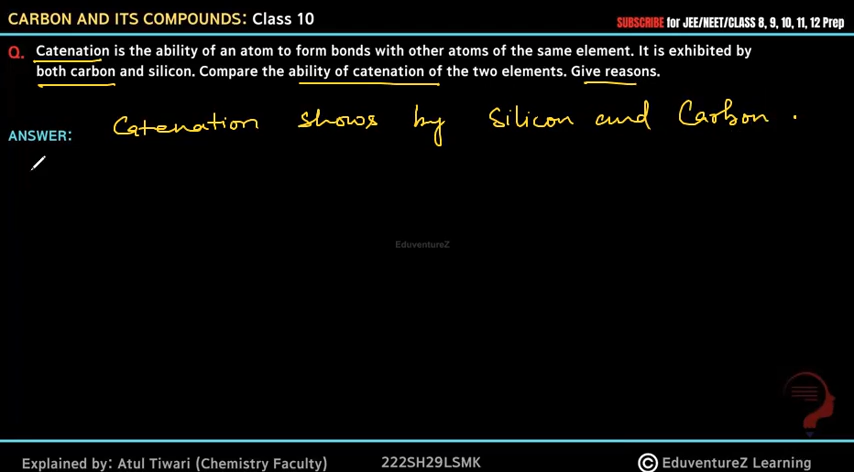 CARBON AND ITS COMPOUNDS: Class 10
SUBSCRIBE for JEE/NEET/CLASS 8, 9, 10, 11, 12 Prep
Q. Catenation is the ability of an atom to form bonds with other atoms of the same element. It is exhibited by
both carbon and silicon. Compare the ability of catenation of the two elements. Give reasons.
ANSWER: Catenation shows by Silicon and Carbon.
EduventureZ
Explained by: Atul Tiwari (Chemistry Faculty) 222SH29LSMK © EduventureZ Learning